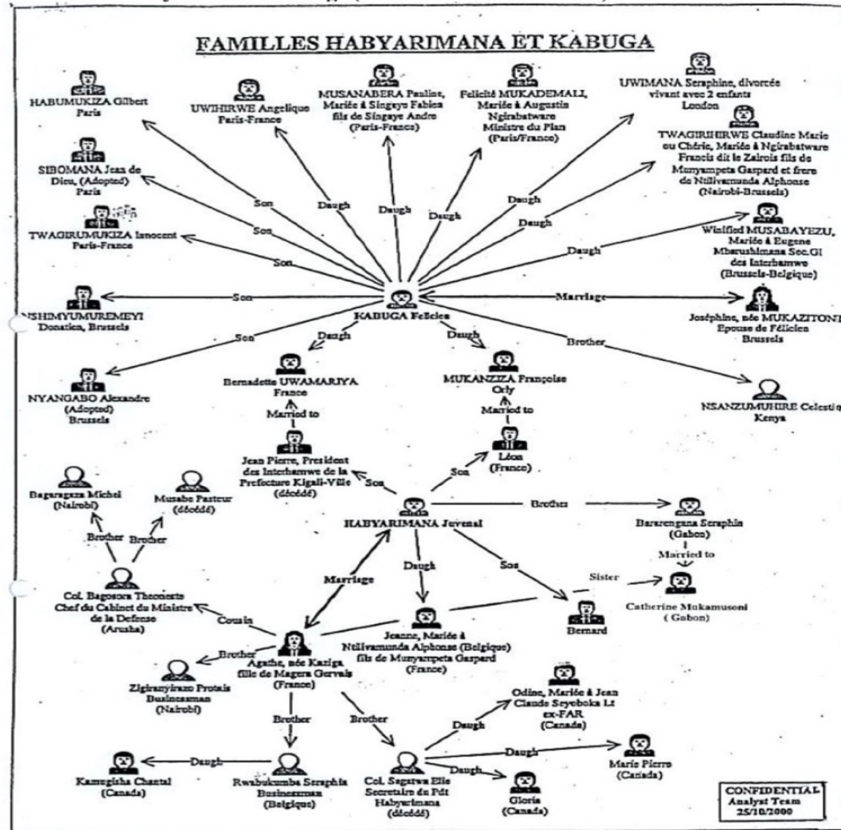 FAMILLES HABYARIMANA ET KABUGA
HABUMUKIZA Gilbert
Paris
UWIHIRWE Angelique
Paris-France
MUSANABERA Pauline,
Mariée à Singaye Fabien
fils de Singaye Andre
(Paris-France)
Felicité MUKADEMALI,
Mariée à Augustin
Ngirabatware
Ministre du Plan
(Paris/France)
UWIMANA Seraphine, divorcée
vivant avec 2 enfants
London
TWAGIRIHIRWE Claudine Marie
ou Chérie, Mariée à Ngirabatware
Francis dit le Zairois fils de
Munyampeta Gaspard et frere
de Ntilivamunda Alphonse
(Nairobi-Brussels)
SIBOMANA Jean de
Dieu, (Adopted)
Paris
TWAGIRUMUKIZA Innocent
Paris-France
Winified MUSABAYEZU,
Mariée à Eugene
Mbarushimana Sec.Gl
des Interhamwe
(Brussels-Belgique)
Son
Son
Son
Daugh
Daugh
Daugh
Daugh
Daugh
Daugh
NSHIMYUMUREMEYI
Donatien, Brussels
Son
KABUGA Felicien
Marriage
Joséphine, née MUKAZITONI
Epouse de Félicien
Brussels
Son
Daugh
Daugh
Brother
NYANGABO Alexandre
(Adopted)
Brussels
Bernadette UWAMARIYA
France
MUKANZIZA Françoise
Orly
NSANZUMUHIRE Celestin
Kenya
Married to
Married to
Jean Pierre, President
des Interhamwe de la
Prefecture Kigali-Ville
(décédé)
Léon
(France)
Son
Son
Bagaragaza Michel
(Nairobi)
Musabe Pasteur
(décédé)
HABYARIMANA Juvenal
Brother
Bararengana Seraphin
(Gabon)
Brother
Brother
Married to
Col. Bagosora Theoneste
Chef du Cabinet du Ministre
de la Defense
(Arusha)
Marriage
Daugh
Son
Sister
Catherine Mukamusoni
( Gabon)
Cousin
Bernard
Jeanne, Mariée à
Ntilivamunda Alphonse (Belgique)
fils de Munyampeta Gaspard
(France)
Brother
Agathe, née Kaziga
fille de Magera Gervais
(France)
Zigiranyirazo Protais
Businessman
(Nairobi)
Odine, Mariée à Jean
Claude Seyoboka Lt
ex-FAR
(Canada)
Brother
Brother
Daugh
Daugh
Daugh
Daugh
Kamugisha Chantal
(Canada)
Rwabukumba Seraphin
Businessman
(Belgique)
Col. Sagatwa Elie
Secretaire du Pdt
Habyarimana
(décédé)
Gloria
(Canada)
Marie Pierre
(Canada)
CONFIDENTIAL
Analyst Team
25/10/2000